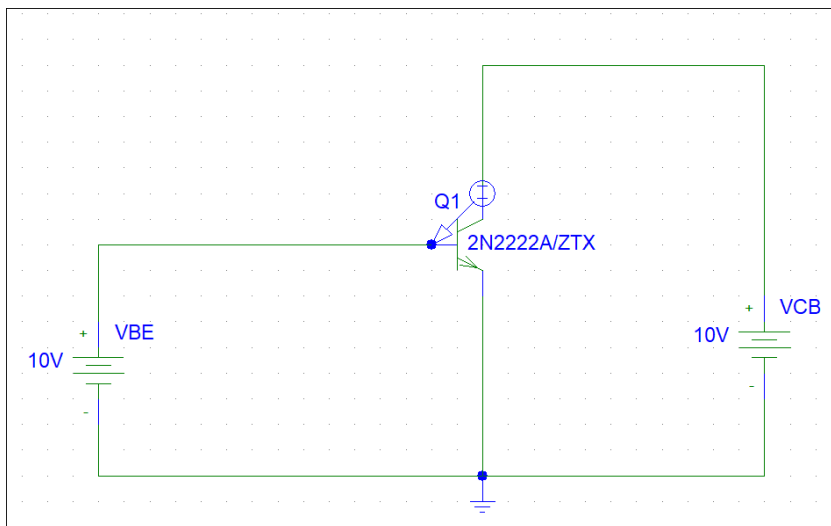 Q1
2N2222A/ZTX
+
VBE
10V
-
+
VCB
10V
-
I